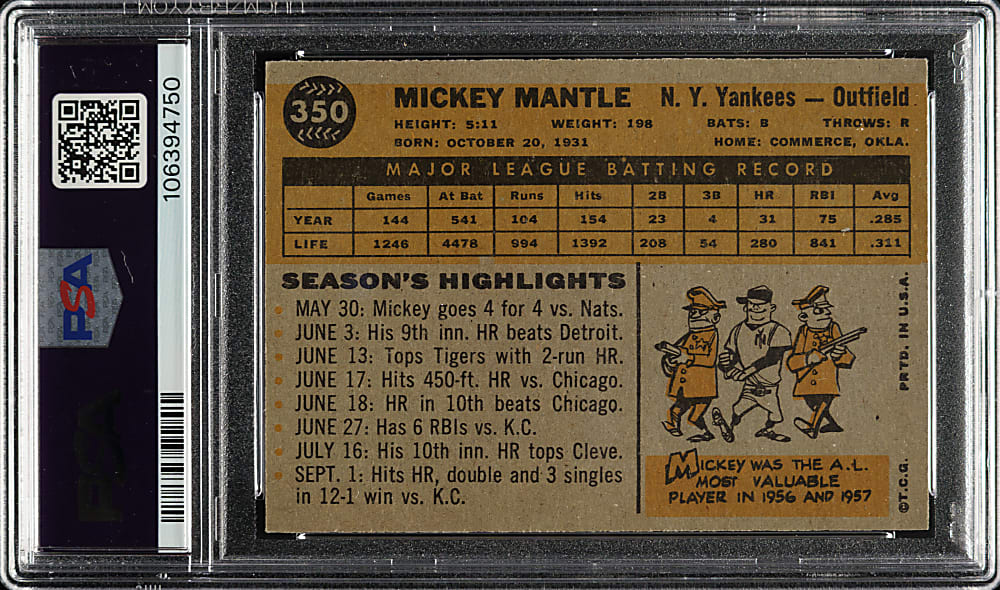 106394750
PSA
350
MICKEY MANTLE N. Y. Yankees — Outfield
HEIGHT: 5:11 WEIGHT: 198 BATS: B THROWS: R
BORN: OCTOBER 20, 1931 HOME: COMMERCE, OKLA.
MAJOR LEAGUE BATTING RECORD
Games At Bat Runs Hits 2B 3B HR RBI Avg
YEAR 144 541 104 154 23 4 31 75 .285
LIFE 1246 4478 994 1392 208 54 280 841 .311
SEASON'S HIGHLIGHTS
MAY 30: Mickey goes 4 for 4 vs. Nats.
JUNE 3: His 9th inn. HR beats Detroit.
JUNE 13: Tops Tigers with 2-run HR.
JUNE 17: Hits 450-ft. HR vs. Chicago.
JUNE 18: HR in 10th beats Chicago.
JUNE 27: Has 6 RBIs vs. K.C.
JULY 16: His 10th inn. HR tops Cleve.
SEPT. 1: Hits HR, double and 3 singles
in 12-1 win vs. K.C.
MICKEY WAS THE A.L.
MOST VALUABLE
PLAYER IN 1956 AND 1957
©T.C.G. PRTD. IN U.S.A.
PSA